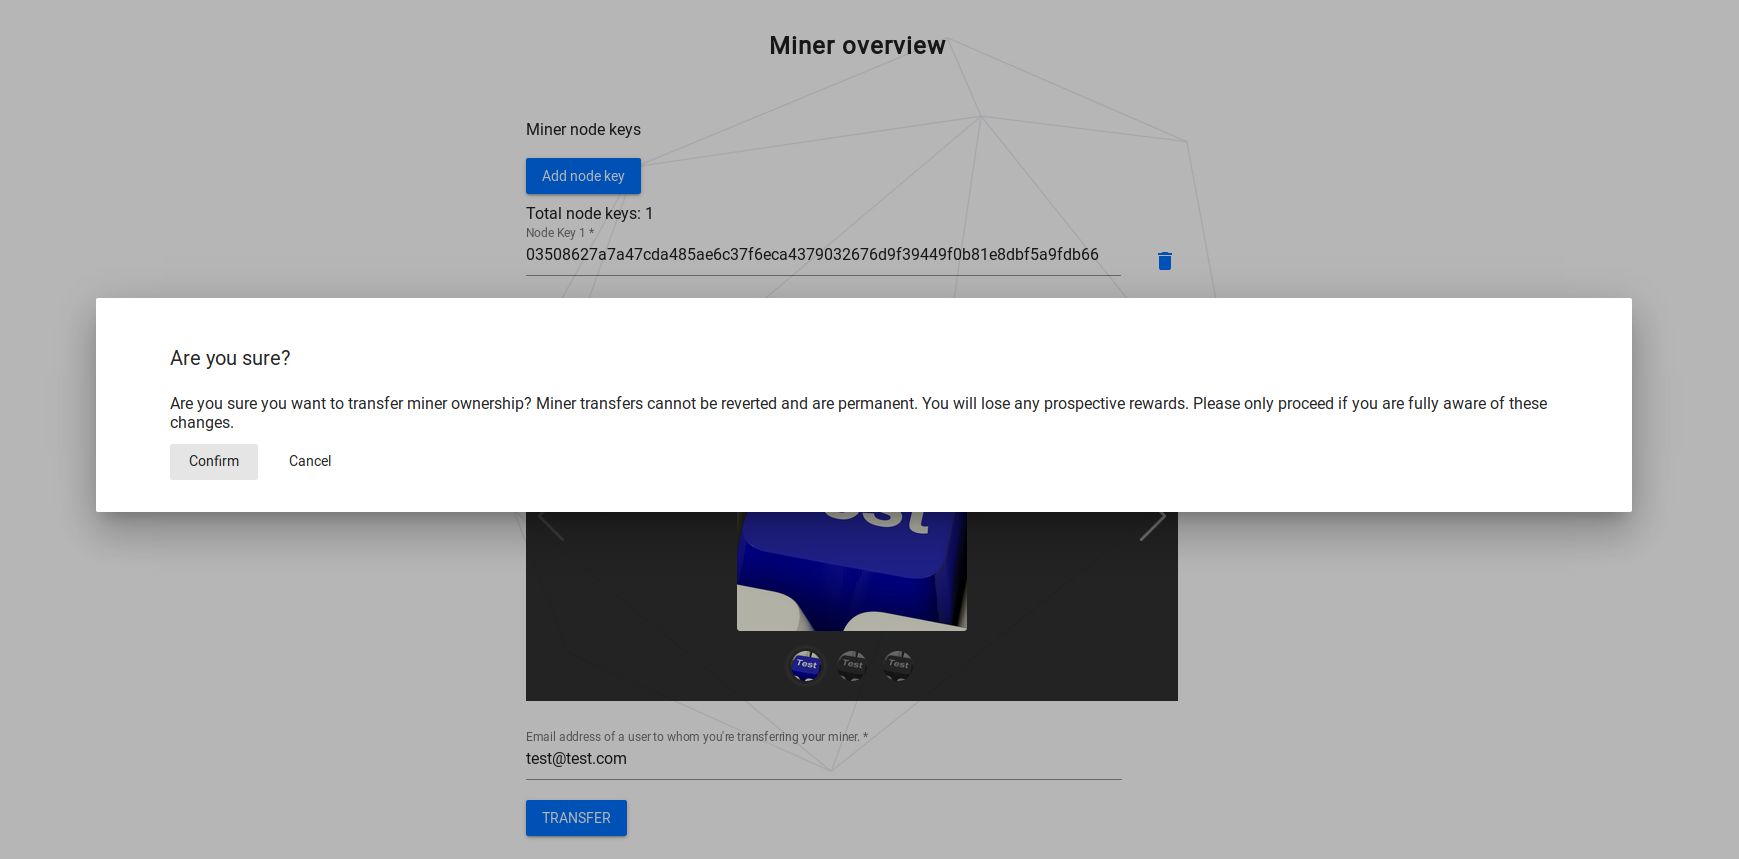 Miner overview
Miner node keys
Add node key
Total node keys: 1
Node Key 1 *
03508627a7a47cda485ae6c37f6eca4379032676d9f39449f0b81e8dbf5a9fdb66
Are you sure?
Are you sure you want to transfer miner ownership? Miner transfers cannot be reverted and are permanent. You will lose any prospective rewards. Please only proceed if you are fully aware of these
changes.
Confirm Cancel
Test
Test Test Test
Email address of a user to whom you're transferring your miner. *
test@test.com
TRANSFER